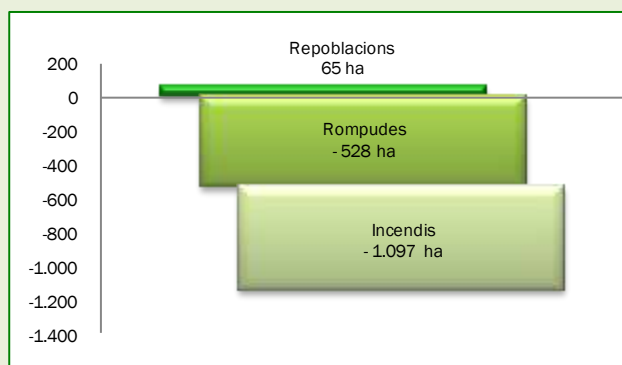 Repoblacions
65 ha
200
0
-200
-400
-600
-800
-1.000
-1.200
-1.400
Rompudes
- 528 ha
Incendis
- 1.097 ha